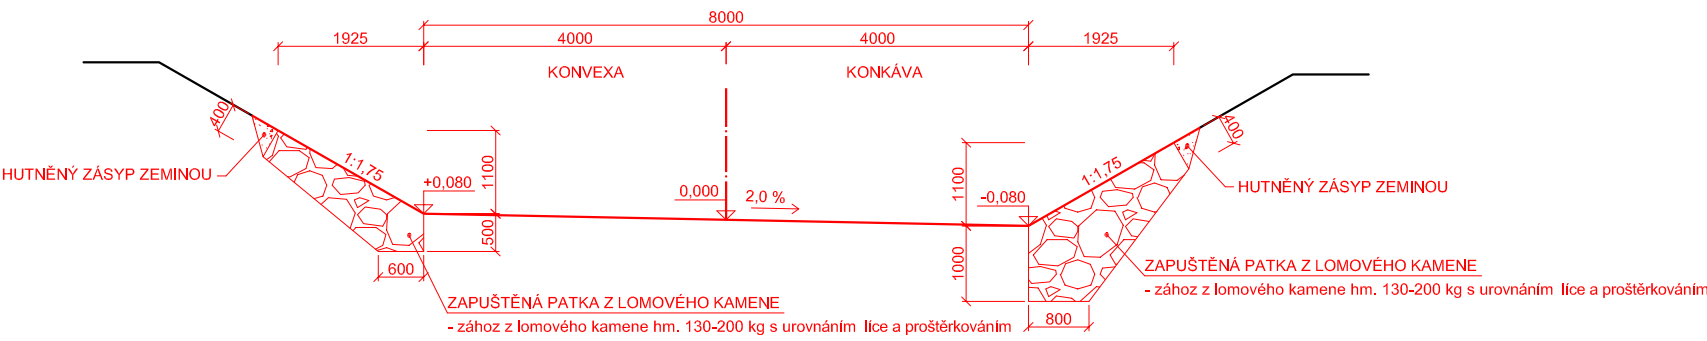 8000
1925
4000
4000
1925
KONVEXA
KONKÁVA
400
400
HUTNĚNÝ ZÁSYP ZEMINOU
1:1,75
+0,080
1100
0,000
2,0 %
1100
-0,080
1:1,75
HUTNĚNÝ ZÁSYP ZEMINOU
500
600
1000
800
ZAPUŠTĚNÁ PATKA Z LOMOVÉHO KAMENE
- zához z lomového kamene hm. 130-200 kg s urovnáním líce a proštěrkováním
ZAPUŠTĚNÁ PATKA Z LOMOVÉHO KAMENE
- zához z lomového kamene hm. 130-200 kg s urovnáním líce a proštěrkováním